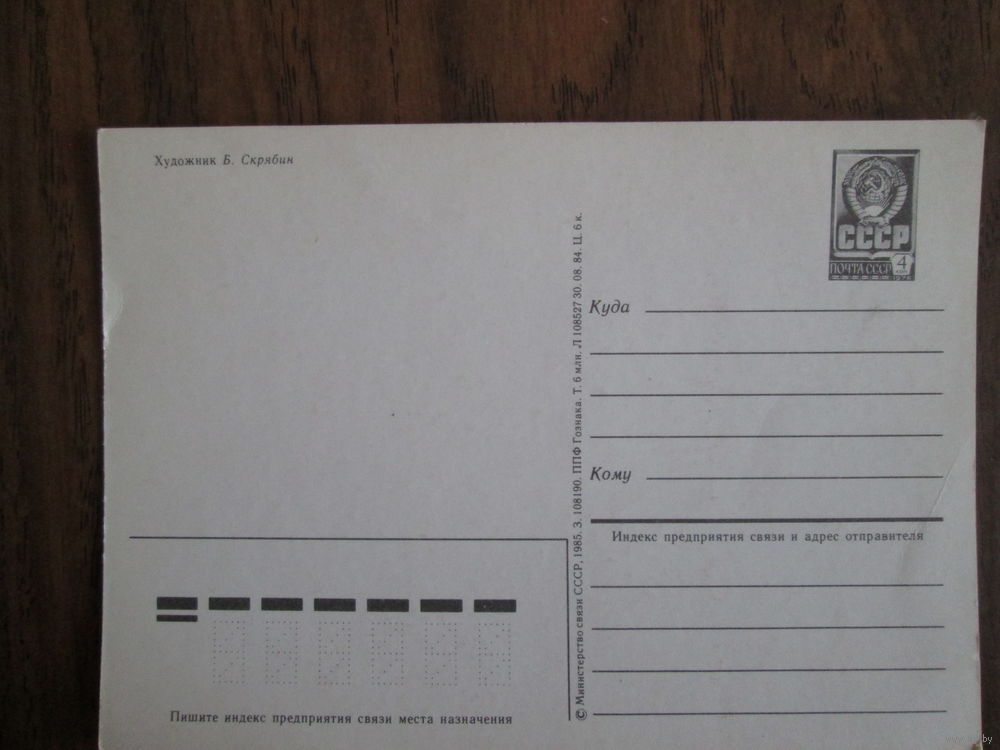 Художник Б. Скрябин
СССР
ПОЧТА СССР 4
Куда
Кому
Индекс предприятия связи и адрес отправителя
© Министерство связи СССР, 1985. З. 108190. ППФ Гознака. Т. 6 млн. Л 108527 30. 08. 84. Ц. 6 к.
Пишите индекс предприятия связи места назначения